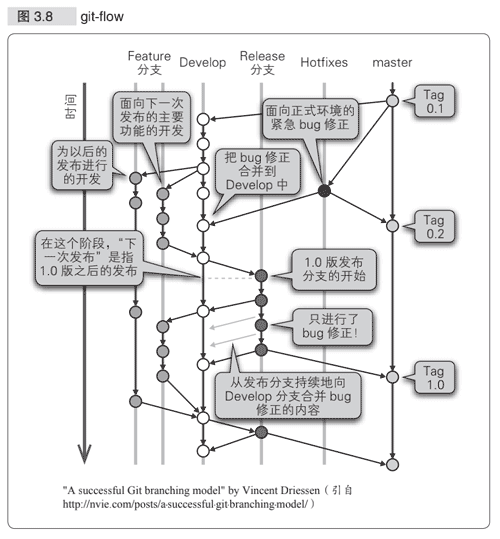 图 3.8 git-flow
Feature
分支
Develop
Release
分支
Hotfixes
master
时间
Tag
0.1
面向下一次
发布的主要
功能的开发
面向正式环境的
紧急 bug 修正
为以后的
发布进行
的开发
把 bug 修正
合并到
Develop 中
Tag
0.2
在这个阶段，“下
一次发布”是指
1.0 版之后的发布
1.0 版发布
分支的开始
只进行了
bug 修正！
Tag
1.0
从发布分支持续地向
Develop 分支合并 bug
修正的内容
"A successful Git branching model" by Vincent Driessen（引自
http://nvie.com/posts/a-successful-git-branching-model/）